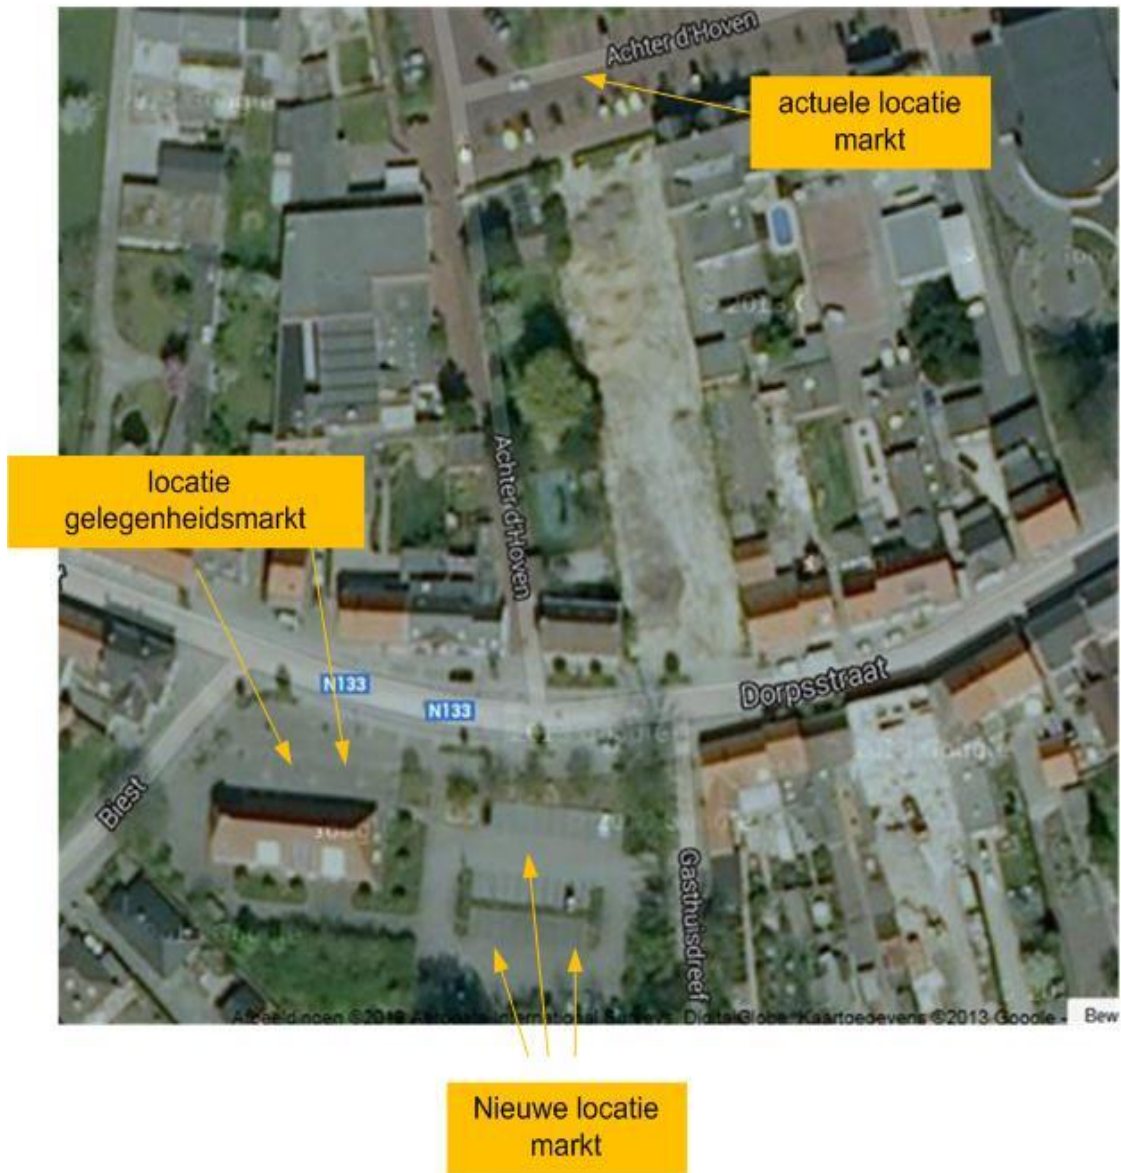 Achter d'Hoven
actuele locatie
markt
Achter d'Hoven
locatie
gelegenheidsmarkt
N133
N133
Dorpsstraat
Biest
Gasthuisdreef
Kaartgegevens ©2013 Google -
Bew
Nieuwe locatie
markt